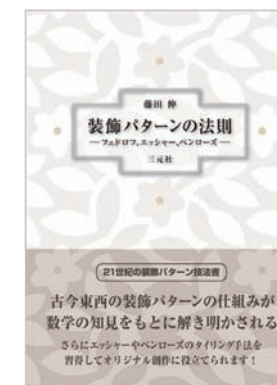 藤田 伸
装飾パターンの法則
―フェドロフ、エッシャー、ペンローズ―
三元社
21世紀の装飾パターン技法書
古今東西の装飾パターンの仕組みが
数学の知見をもとに解き明かされる
さらにエッシャーやペンローズのタイリング手法を
習得してオリジナル創作に役立てられます！